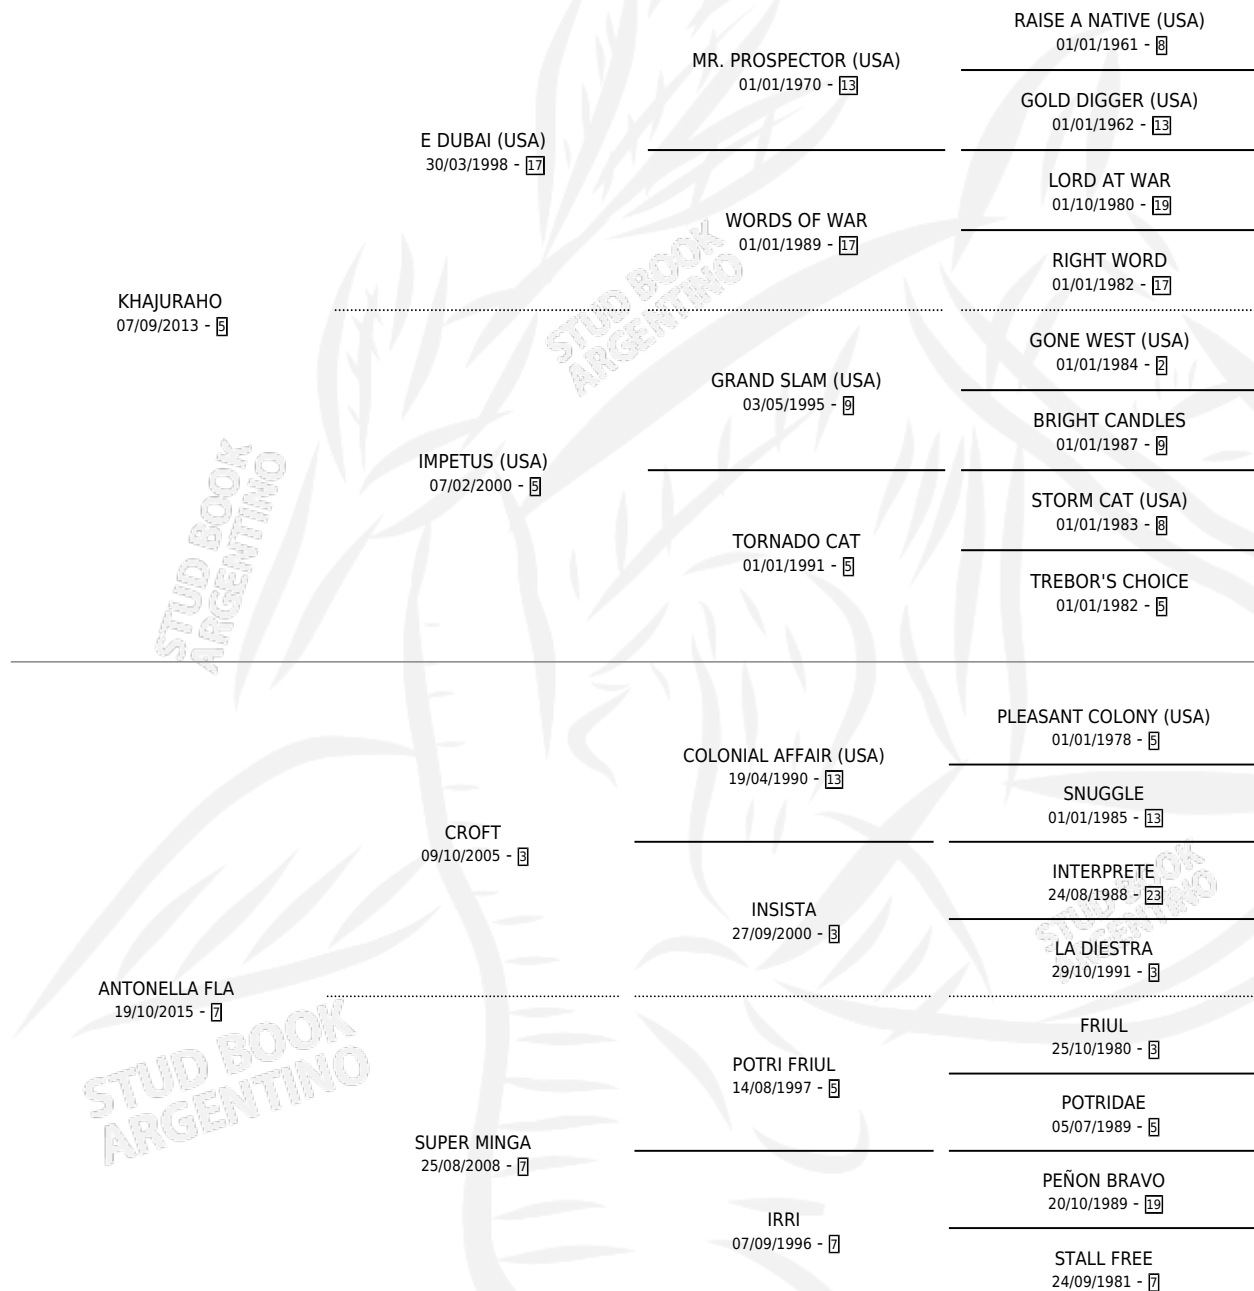 RAISE A NATIVE (USA)
01/01/1961 - 8
MR. PROSPECTOR (USA)
01/01/1970 - 13
GOLD DIGGER (USA)
01/01/1962 - 13
E DUBAI (USA)
30/03/1998 - 17
LORD AT WAR
01/10/1980 - 19
WORDS OF WAR
01/01/1989 - 17
RIGHT WORD
01/01/1982 - 17
KHAJURAHO
07/09/2013 - 5
GONE WEST (USA)
01/01/1984 - 2
GRAND SLAM (USA)
03/05/1995 - 9
BRIGHT CANDLES
01/01/1987 - 9
IMPETUS (USA)
07/02/2000 - 5
STORM CAT (USA)
01/01/1983 - 8
TORNADO CAT
01/01/1991 - 5
TREBOR'S CHOICE
01/01/1982 - 5
PLEASANT COLONY (USA)
01/01/1978 - 5
COLONIAL AFFAIR (USA)
19/04/1990 - 13
SNUGGLE
01/01/1985 - 13
CROFT
09/10/2005 - 3
INTERPRETE
24/08/1988 - 23
INSISTA
27/09/2000 - 3
LA DIESTRA
29/10/1991 - 3
ANTONELLA FLA
19/10/2015 - 7
FRIUL
25/10/1980 - 3
POTRI FRIUL
14/08/1997 - 5
POTRIDAE
05/07/1989 - 5
SUPER MINGA
25/08/2008 - 7
PEÑON BRAVO
20/10/1989 - 19
IRRI
07/09/1996 - 7
STALL FREE
24/09/1981 - 7
STUD BOOK
ARGENTINO
STUD BOOK
ARGENTINO
STUD BOOK
ARGENTINO
STUD BOOK
ARGENTINO